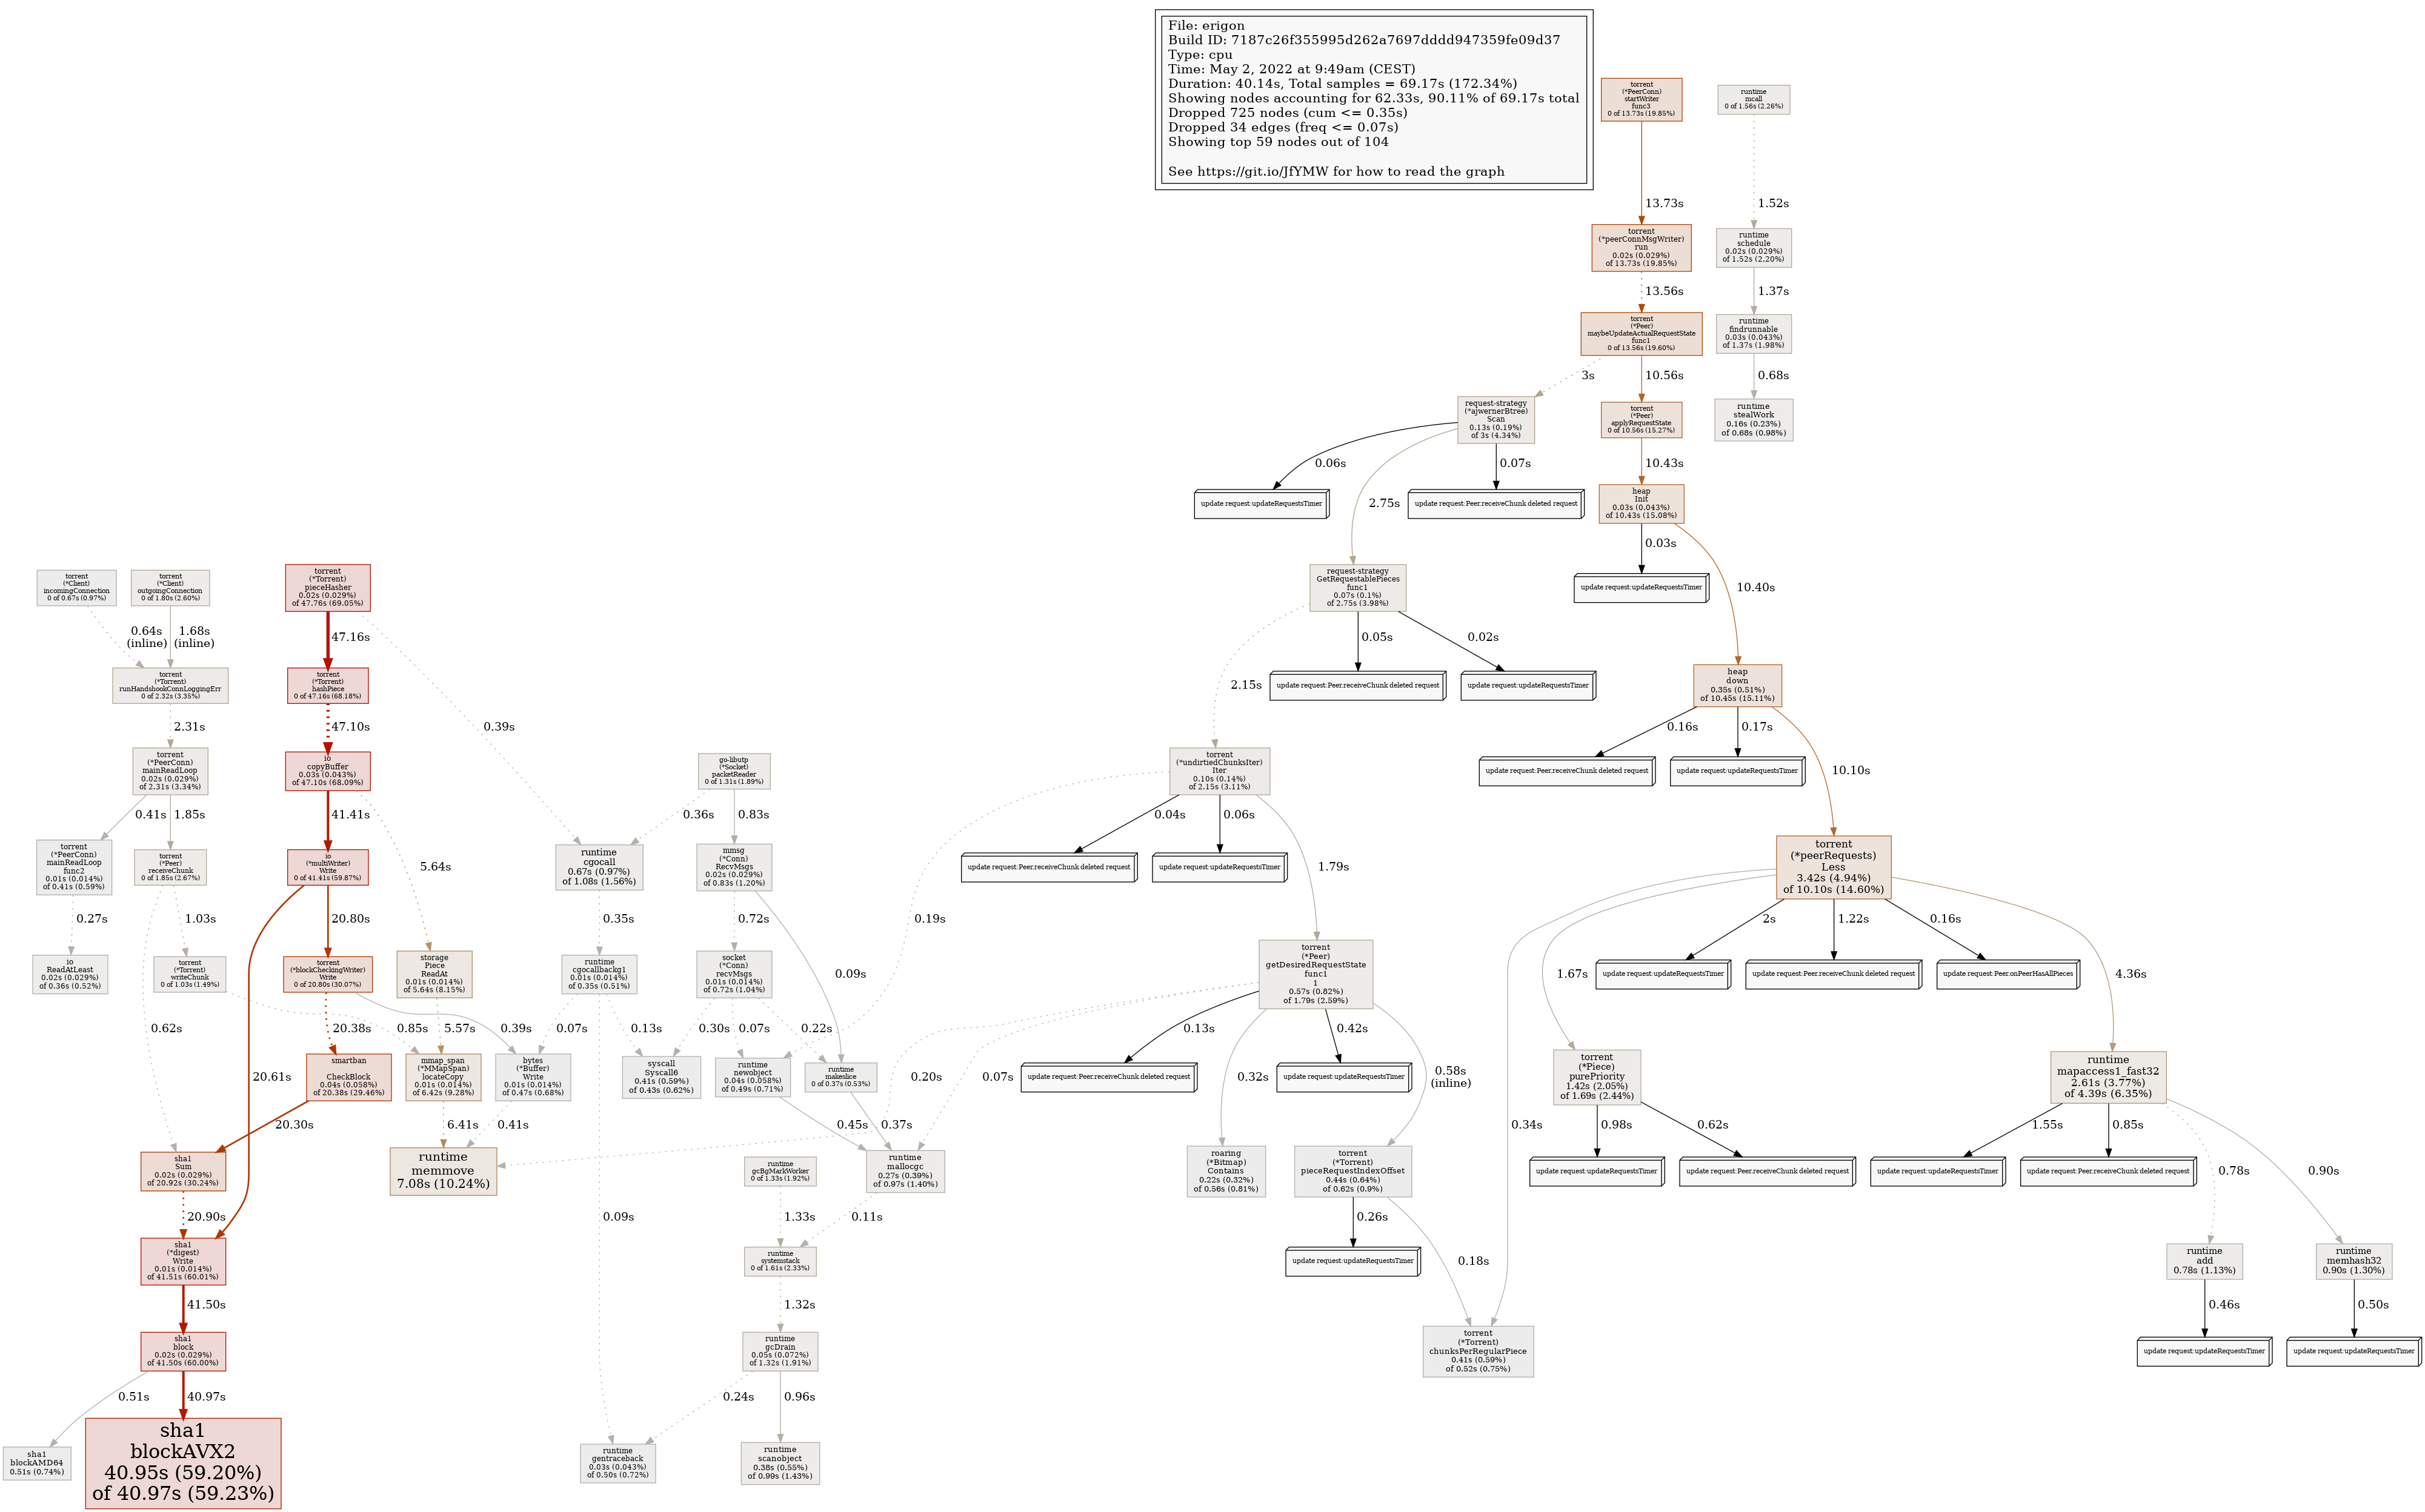 File: erigon
Build ID: 7187c26f355995d262a7697dddd947359fe09d37
Type: cpu
Time: May 2, 2022 at 9:49am (CEST)
Duration: 40.14s, Total samples = 69.17s (172.34%)
Showing nodes accounting for 62.33s, 90.11% of 69.17s total
Dropped 725 nodes (cum <= 0.35s)
Dropped 34 edges (freq <= 0.07s)
Showing top 59 nodes out of 104
See https://git.io/JfYMW for how to read the graph
torrent
(*PeerConn)
startWriter
func3
0 of 13.73s (19.85%)
runtime
mcall
0 of 1.56s (2.26%)
13.73s
1.52s
torrent
(*peerConnMsgWriter)
run
0.02s (0.029%)
of 13.73s (19.85%)
runtime
schedule
0.02s (0.029%)
of 1.52s (2.20%)
13.56s
1.37s
torrent
(*Peer)
maybeUpdateActualRequestState
func1
0 of 13.56s (19.60%)
runtime
findrunnable
0.03s (0.043%)
of 1.37s (1.98%)
3s
10.56s
0.68s
request-strategy
(*ajwernerBtree)
Scan
0.13s (0.19%)
of 3s (4.34%)
torrent
(*Peer)
applyRequestState
0 of 10.56s (15.27%)
runtime
stealWork
0.16s (0.23%)
of 0.68s (0.98%)
0.06s
0.07s
10.43s
2.75s
update request:updateRequestsTimer
update request:Peer.receiveChunk deleted request
heap
Init
0.03s (0.043%)
of 10.43s (15.08%)
0.03s
10.40s
update request:updateRequestsTimer
torrent
(*Client)
incomingConnection
0 of 0.67s (0.97%)
torrent
(*Client)
outgoingConnection
0 of 1.80s (2.60%)
torrent
(*Torrent)
pieceHasher
0.02s (0.029%)
of 47.76s (69.05%)
request-strategy
GetRequestablePieces
func1
0.07s (0.1%)
of 2.75s (3.98%)
0.64s
(inline)
1.68s
(inline)
47.16s
0.39s
0.05s
0.02s
2.15s
torrent
(*Torrent)
runHandshookConnLoggingErr
0 of 2.32s (3.35%)
torrent
(*Torrent)
hashPiece
0 of 47.16s (68.18%)
update request:Peer.receiveChunk deleted request
update request:updateRequestsTimer
heap
down
0.35s (0.51%)
of 10.45s (15.11%)
2.31s
47.10s
0.16s
0.17s
10.10s
torrent
(*PeerConn)
mainReadLoop
0.02s (0.029%)
of 2.31s (3.34%)
io
copyBuffer
0.03s (0.043%)
of 47.10s (68.09%)
go-libutp
(*Socket)
packetReader
0 of 1.31s (1.89%)
torrent
(*undirtiedChunksIter)
Iter
0.10s (0.14%)
of 2.15s (3.11%)
update request:Peer.receiveChunk deleted request
update request:updateRequestsTimer
0.41s
1.85s
41.41s
5.64s
0.36s
0.83s
0.19s
0.04s
0.06s
1.79s
torrent
(*PeerConn)
mainReadLoop
func2
0.01s (0.014%)
of 0.41s (0.59%)
torrent
(*Peer)
receiveChunk
0 of 1.85s (2.67%)
io
(*multiWriter)
Write
0 of 41.41s (59.87%)
runtime
cgocall
0.67s (0.97%)
of 1.08s (1.56%)
mmsg
(*Conn)
RecvMsgs
0.02s (0.029%)
of 0.83s (1.20%)
update request:Peer.receiveChunk deleted request
update request:updateRequestsTimer
torrent
(*peerRequests)
Less
3.42s (4.94%)
of 10.10s (14.60%)
0.27s
1.03s
0.62s
20.80s
20.61s
0.35s
0.72s
0.09s
2s
1.22s
0.16s
1.67s
0.34s
4.36s
io
ReadAtLeast
0.02s (0.029%)
of 0.36s (0.52%)
torrent
(*Torrent)
writeChunk
0 of 1.03s (1.49%)
torrent
(*blockCheckingWriter)
Write
0 of 20.80s (30.07%)
storage
Piece
ReadAt
0.01s (0.014%)
of 5.64s (8.15%)
runtime
cgocallbackg1
0.01s (0.014%)
of 0.35s (0.51%)
socket
(*Conn)
recvMsgs
0.01s (0.014%)
of 0.72s (1.04%)
torrent
(*Peer)
getDesiredRequestState
func1
1
0.57s (0.82%)
of 1.79s (2.59%)
update request:updateRequestsTimer
update request:Peer.receiveChunk deleted request
update request:Peer.onPeerHasAllPieces
20.38s
0.85s
5.57s
0.39s
0.07s
0.13s
0.30s
0.07s
0.22s
0.20s
0.07s
0.13s
0.32s
0.42s
0.58s
(inline)
smartban
CheckBlock
0.04s (0.058%)
of 20.38s (29.46%)
mmap_span
(*MMapSpan)
locateCopy
0.01s (0.014%)
of 6.42s (9.28%)
bytes
(*Buffer)
Write
0.01s (0.014%)
of 0.47s (0.68%)
syscall
Syscall6
0.41s (0.59%)
of 0.43s (0.62%)
runtime
newobject
0.04s (0.058%)
of 0.49s (0.71%)
runtime
makeslice
0 of 0.37s (0.53%)
update request:Peer.receiveChunk deleted request
update request:updateRequestsTimer
torrent
(*Piece)
purePriority
1.42s (2.05%)
of 1.69s (2.44%)
runtime
mapaccess1_fast32
2.61s (3.77%)
of 4.39s (6.35%)
20.30s
6.41s
0.41s
0.45s
0.37s
0.98s
0.62s
1.55s
0.85s
0.78s
0.90s
sha1
Sum
0.02s (0.029%)
of 20.92s (30.24%)
runtime
memmove
7.08s (10.24%)
runtime
gcBgMarkWorker
0 of 1.33s (1.92%)
runtime
mallocgc
0.27s (0.39%)
of 0.97s (1.40%)
roaring
(*Bitmap)
Contains
0.22s (0.32%)
of 0.56s (0.81%)
torrent
(*Torrent)
pieceRequestIndexOffset
0.44s (0.64%)
of 0.62s (0.9%)
update request:updateRequestsTimer
update request:Peer.receiveChunk deleted request
update request:updateRequestsTimer
update request:Peer.receiveChunk deleted request
20.90s
0.09s
1.33s
0.11s
0.26s
0.18s
sha1
(*digest)
Write
0.01s (0.014%)
of 41.51s (60.01%)
runtime
systemstack
0 of 1.61s (2.33%)
update request:updateRequestsTimer
runtime
add
0.78s (1.13%)
runtime
memhash32
0.90s (1.30%)
41.50s
1.32s
0.46s
0.50s
sha1
block
0.02s (0.029%)
of 41.50s (60.00%)
runtime
gcDrain
0.05s (0.072%)
of 1.32s (1.91%)
torrent
(*Torrent)
chunksPerRegularPiece
0.41s (0.59%)
of 0.52s (0.75%)
update request:updateRequestsTimer
update request:updateRequestsTimer
0.51s
40.97s
0.24s
0.96s
sha1
blockAMD64
0.51s (0.74%)
sha1
blockAVX2
40.95s (59.20%)
of 40.97s (59.23%)
runtime
gentraceback
0.03s (0.043%)
of 0.50s (0.72%)
runtime
scanobject
0.38s (0.55%)
of 0.99s (1.43%)